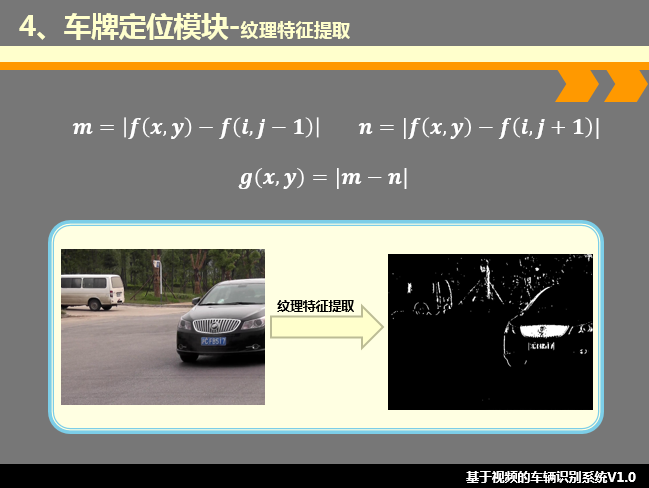 4、车牌定位模块-纹理特征提取
m = |f(x, y) − f(i, j − 1)| n = |f(x, y) − f(i, j + 1)|
g(x, y) = |m − n|
纹理特征提取
基于视频的车辆识别系统V1.0